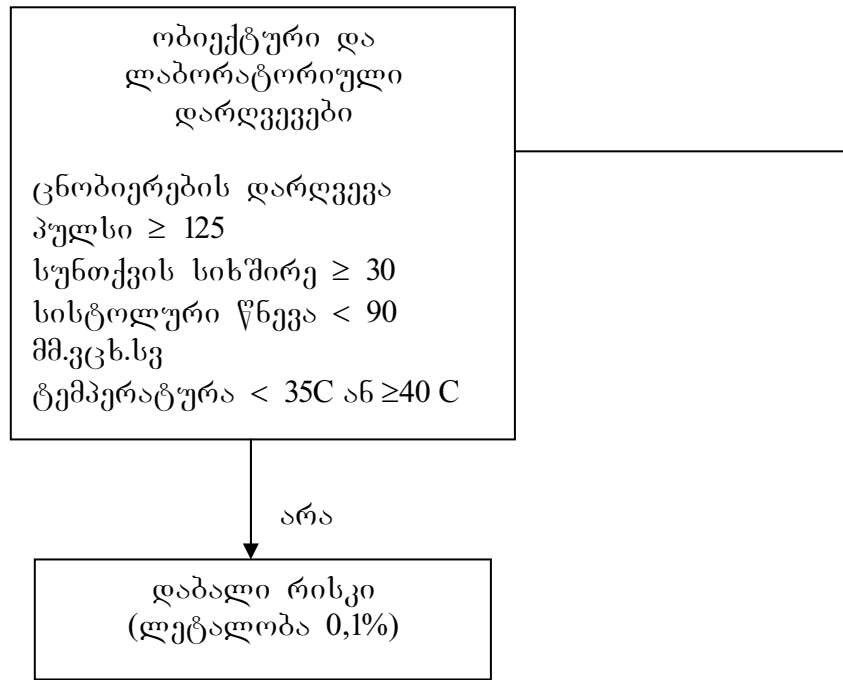 ობიექტური და
ლაბორატორიული
დარღვევები
ცნობიერების დარღვევა
პულსი ≥ 125
სუნთქვის სიხშირე ≥ 30
სისტოლური წნევა < 90
მმ.ვცხ.სვ
ტემპერატურა < 35C ან ≥40 C
არა
დაბალი რისკი
(ლეტალობა 0,1%)